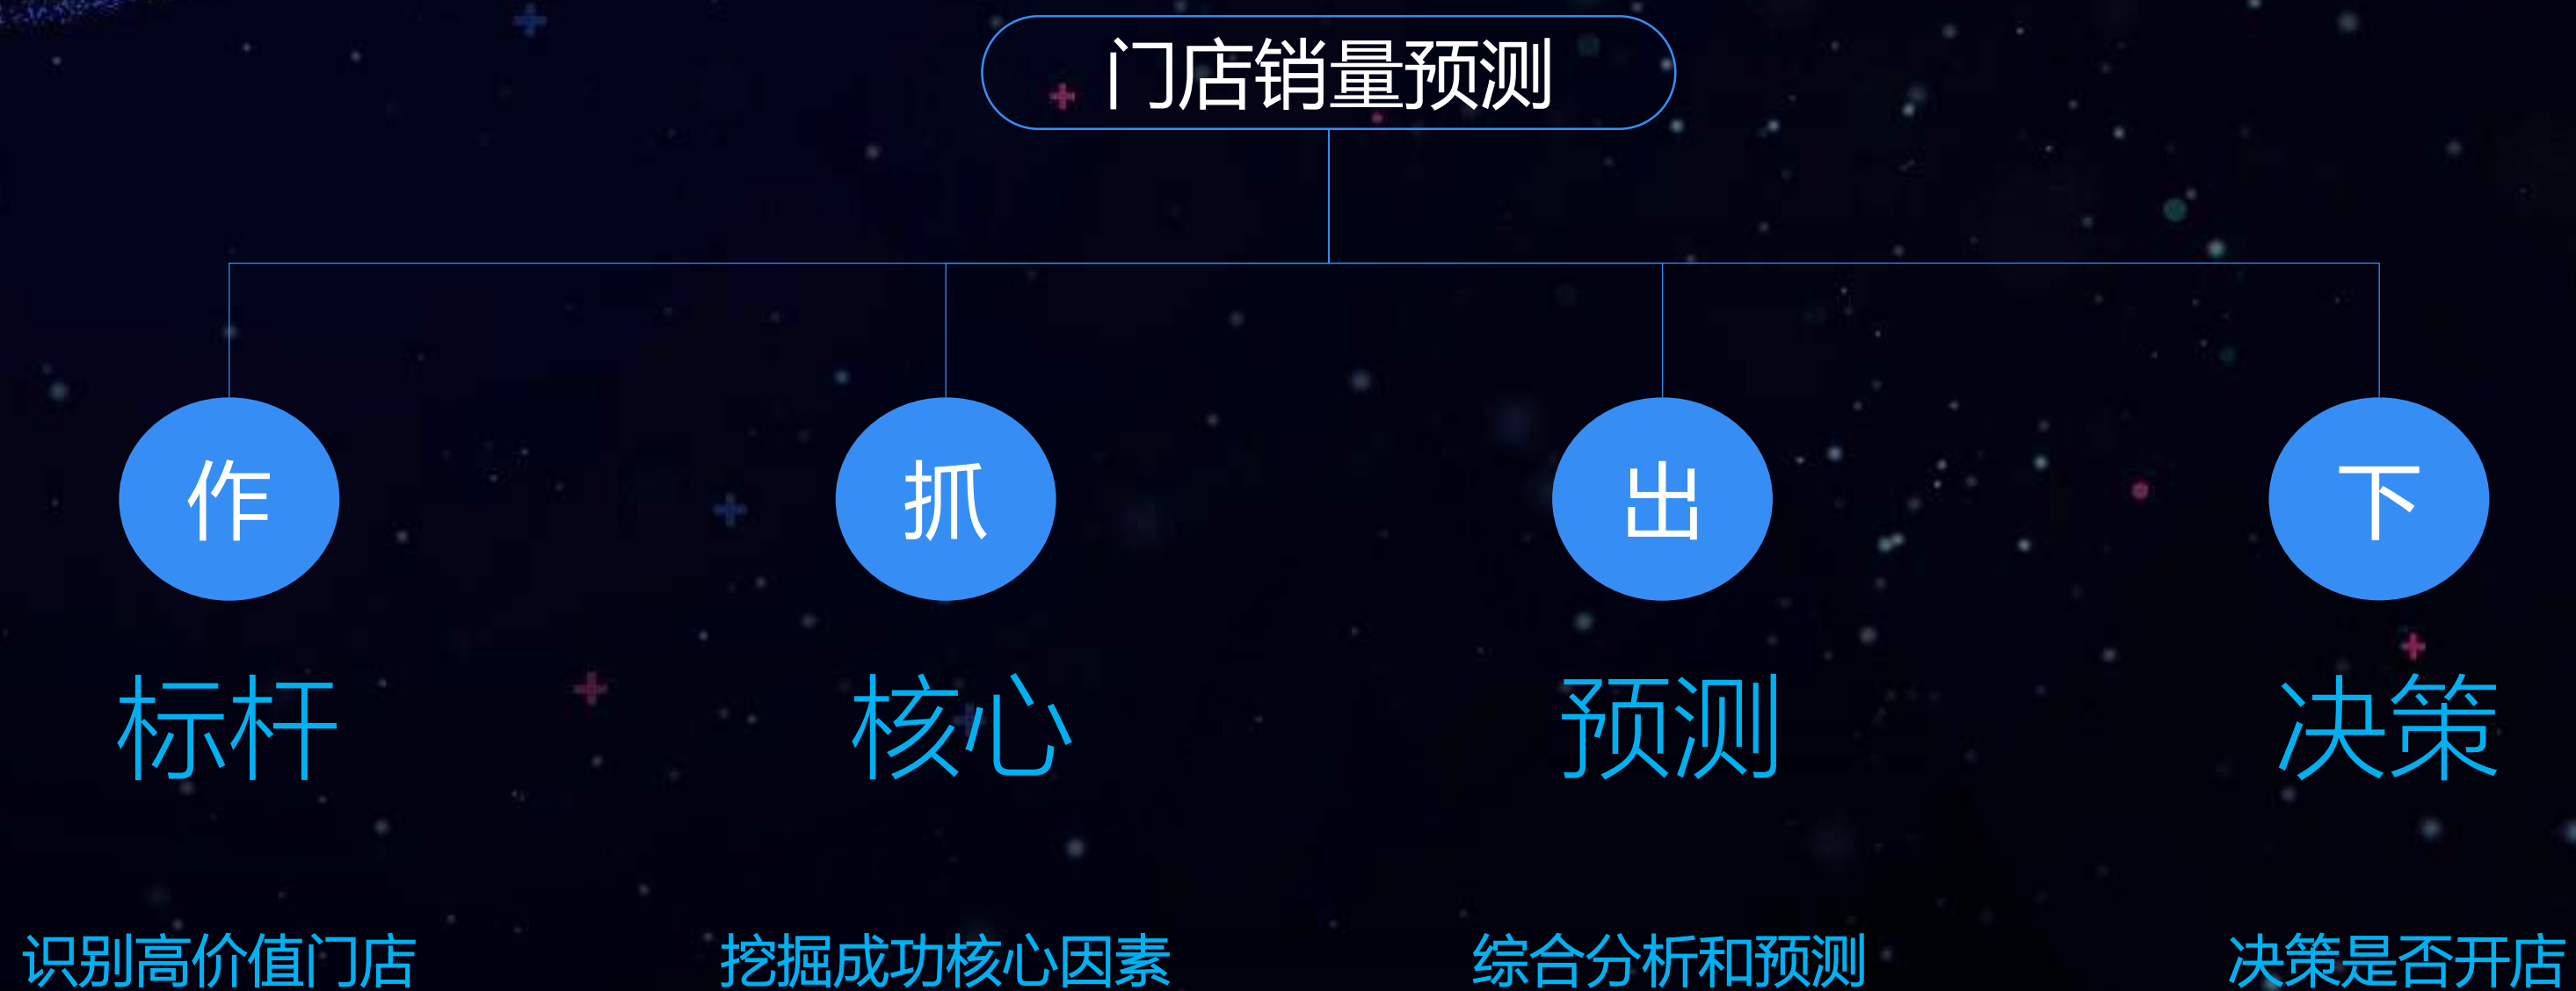 门店销量预测
作
抓
出
下
标杆
核心
预测
决策
识别高价值门店
挖掘成功核心因素
综合分析和预测
决策是否开店